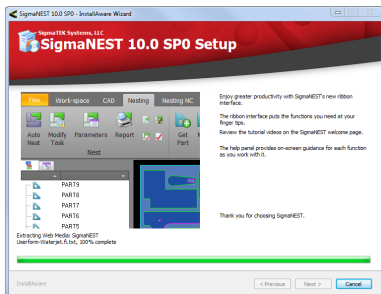 SigmaNEST 10.0 SP0 - InstallAware Wizard
SigmaTEK Systems, LLC
SigmaNEST 10.0 SP0 Setup
Files Work-space CAD Nesting Nesting NC
Auto Nest
Modify Task
Parameters
Report
Get Part
Nest
PART9
PART8
PART7
PART6
PART5
Enjoy greater productivity with SigmaNEST's new ribbon
interface.
The ribbon interface puts the functions you need at your
finger tips.
Review the tutorial videos on the SigmaNEST welcome page.
The help panel provides on-screen guidance for each function
as you work with it.
Thank you for choosing SigmaNEST.
Extracting Web Media: SigmaNEST
Userform-Waterjet.fi.txt, 100% complete
InstallAware
< Previous Next > Cancel